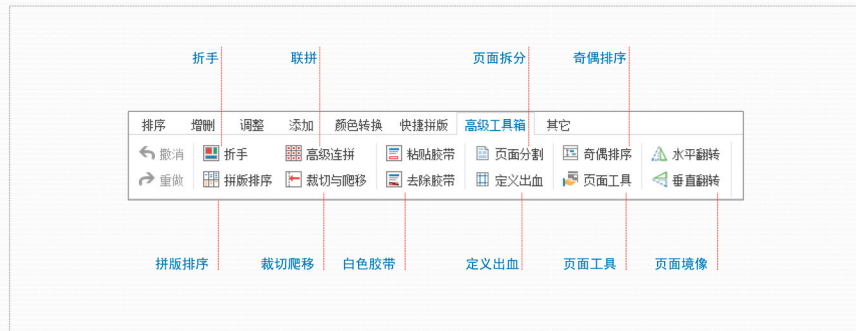 折手 联拼 页面拆分 奇偶排序
排序 增删 调整 添加 颜色转换 快捷拼版 高级工具箱 其它
撤消 折手 高级连拼 粘贴胶带 页面分割 奇偶排序 水平翻转
重做 拼版排序 裁切与爬移 去除胶带 定义出血 页面工具 垂直翻转
拼版排序 裁切爬移 白色胶带 定义出血 页面工具 页面境像